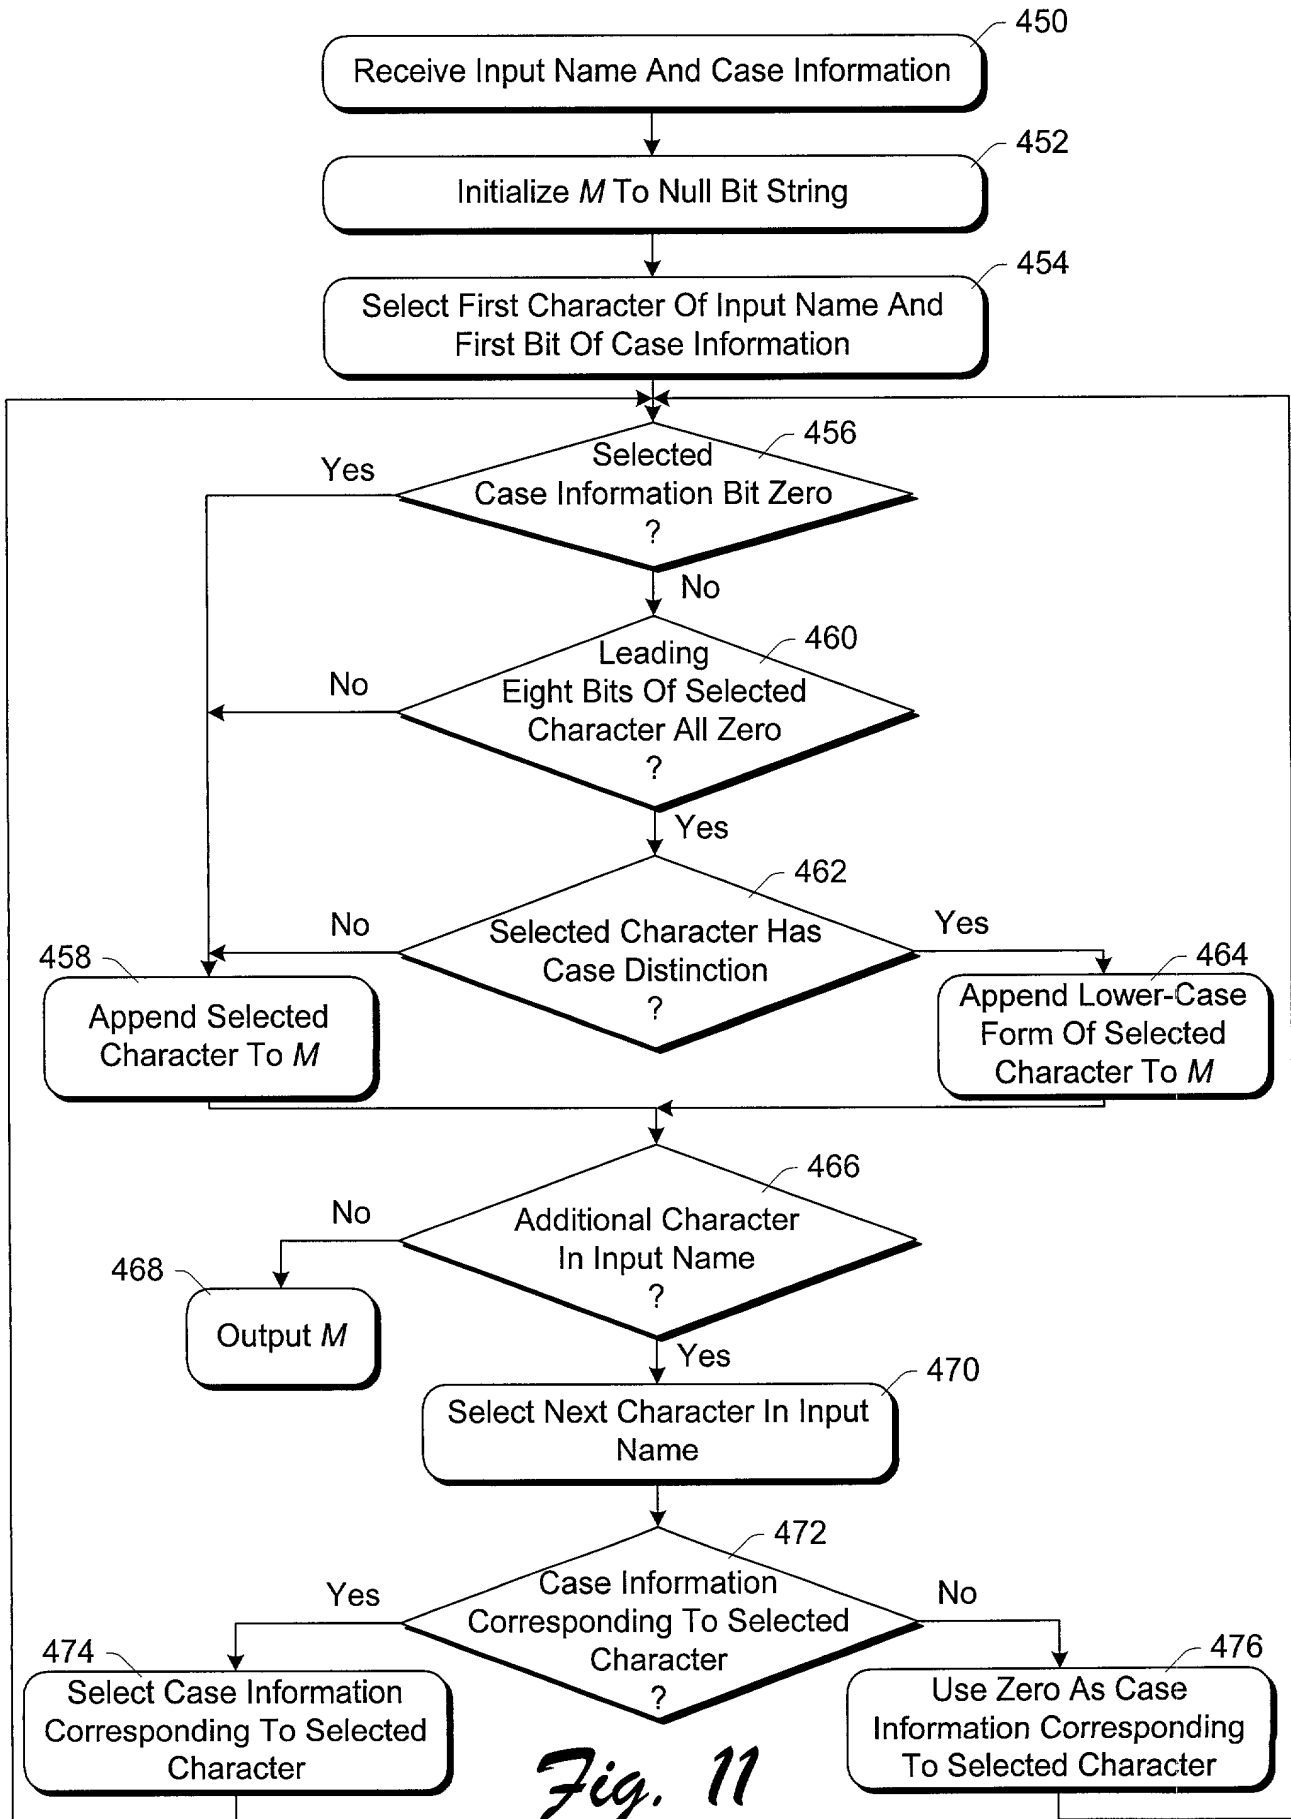 450
Receive Input Name And Case Information
452
Initialize M To Null Bit String
454
Select First Character Of Input Name And
First Bit Of Case Information
456
Yes
Selected
Case Information Bit Zero
?
No
460
No
Leading
Eight Bits Of Selected
Character All Zero
?
Yes
462
No
Selected Character Has
Case Distinction
?
Yes
458
Append Selected
Character To M
464
Append Lower-Case
Form Of Selected
Character To M
466
No
Additional Character
In Input Name
?
468
Output M
Yes
470
Select Next Character In Input
Name
472
Yes
Case Information
Corresponding To Selected
Character
?
No
474
Select Case Information
Corresponding To Selected
Character
476
Use Zero As Case
Information Corresponding
To Selected Character
Fig. 11